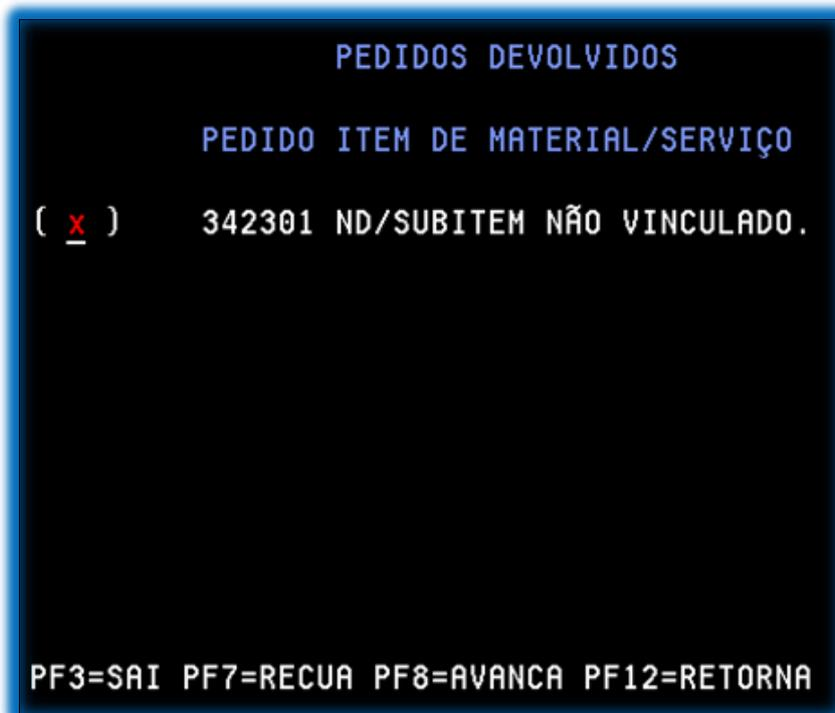 PEDIDOS DEVOLVIDOS
PEDIDO ITEM DE MATERIAL/SERVIÇO
( x ) 342301 ND/SUBITEM NÃO VINCULADO.
PF3=SAI PF7=RECUA PF8=AVANCA PF12=RETORNA